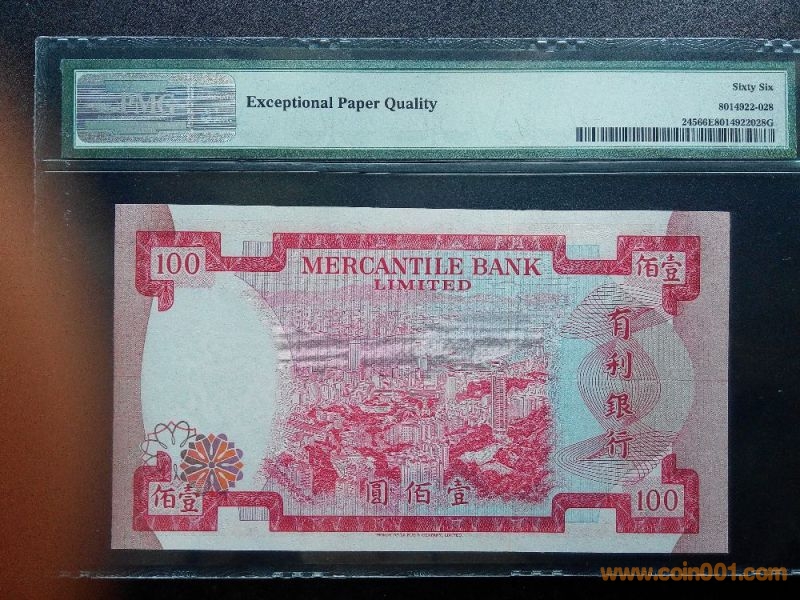 PMG
Exceptional Paper Quality
Sixty Six
8014922-028
24566E8014922028G
100
MERCANTILE BANK
LIMITED
佰壹
有利銀行
圓佰壹
佰壹
100
www.coin001.com